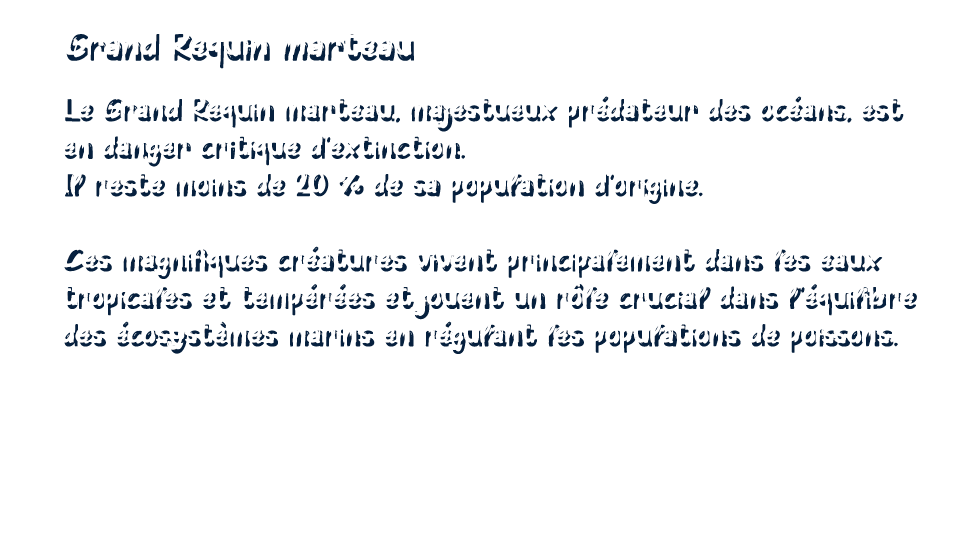 Grand Requin marteau
Le Grand Requin marteau, majestueux prédateur des océans, est
en danger critique d'extinction.
Il reste moins de 20 % de sa population d'origine.
Ces magnifiques créatures vivent principalement dans les eaux
tropicales et tempérées et jouent un rôle crucial dans l'équilibre
des écosystèmes marins en régulant les populations de poissons.